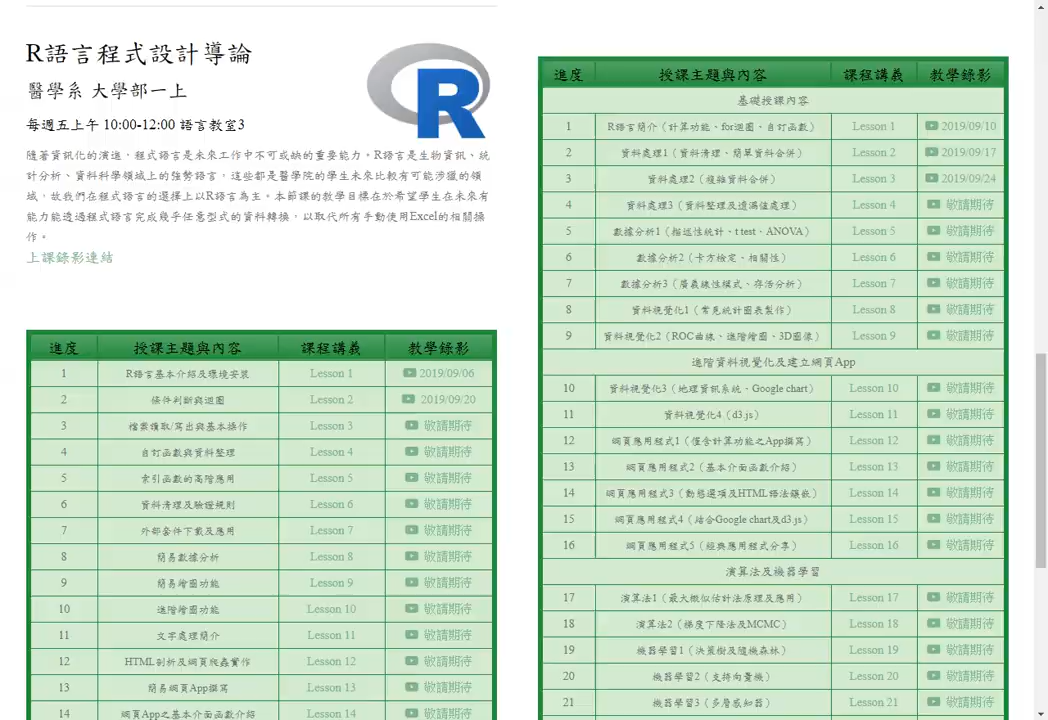 R語言程式設計導論
醫學系 大學部一上
每週五上午 10:00-12:00 語言教室3
隨著資訊化的演進,程式語言是未來工作中不可或缺的重要能力。R語言是生物資訊、統
計分析、資料科學領域上的強勢語言,這些都是醫學院的學生未來比較有可能涉獵的領
域,故我們在程式語言的選擇上以R語言為主。本節課的教學目標在於希望學生在未來有
能力能透過程式語言完成幾乎任意型式的資料轉換,以取代所有手動使用Excel的相關操
作。
上課錄影連結
R
進度 授課主題與內容 課程講義 教學錄影
1 R語言基本介紹及環境安裝 Lesson 1 2019/09/06
2 條件判斷與迴圈 Lesson 2 2019/09/20
3 檔案讀取/寫出與基本操作 Lesson 3 敬請期待
4 自訂函數與資料整理 Lesson 4 敬請期待
5 索引函數的高階應用 Lesson 5 敬請期待
6 資料清理及驗證規則 Lesson 6 敬請期待
7 外部套件下載及應用 Lesson 7 敬請期待
8 簡易數據分析 Lesson 8 敬請期待
9 簡易繪圖功能 Lesson 9 敬請期待
10 進階繪圖功能 Lesson 10 敬請期待
11 文字處理簡介 Lesson 11 敬請期待
12 HTML剖析及網頁爬蟲實作 Lesson 12 敬請期待
13 簡易網頁App撰寫 Lesson 13 敬請期待
14 網頁App之基本介面函數介紹 Lesson 14 敬請期待
進度 授課主題與內容 課程講義 教學錄影
基礎授課內容
1 R語言簡介(計算功能、for迴圈、自訂函數) Lesson 1 2019/09/10
2 資料處理1(資料清理、簡單資料合併) Lesson 2 2019/09/17
3 資料處理2(複雜資料合併) Lesson 3 2019/09/24
4 資料處理3(資料整理及遺漏值處理) Lesson 4 敬請期待
5 數據分析1(描述性統計、t test、ANOVA) Lesson 5 敬請期待
6 數據分析2(卡方檢定、相關性) Lesson 6 敬請期待
7 數據分析3(廣義線性模式、存活分析) Lesson 7 敬請期待
8 資料視覺化1(常見統計圖表製作) Lesson 8 敬請期待
9 資料視覺化2(ROC曲線、進階繪圖、3D圖像) Lesson 9 敬請期待
進階資料視覺化及建立網頁App
10 資料視覺化3(地理資訊系統、Google chart) Lesson 10 敬請期待
11 資料視覺化4(d3.js) Lesson 11 敬請期待
12 網頁應用程式1(僅含計算功能之App撰寫) Lesson 12 敬請期待
13 網頁應用程式2(基本介面函數介紹) Lesson 13 敬請期待
14 網頁應用程式3(動態選項及HTML語法鑲嵌) Lesson 14 敬請期待
15 網頁應用程式4(結合Google chart及d3.js) Lesson 15 敬請期待
16 網頁應用程式5(經典應用程式分享) Lesson 16 敬請期待
演算法及機器學習
17 演算法1(最大概似估計法原理及應用) Lesson 17 敬請期待
18 演算法2(梯度下降法及MCMC) Lesson 18 敬請期待
19 機器學習1(決策樹及隨機森林) Lesson 19 敬請期待
20 機器學習2(支持向量機) Lesson 20 敬請期待
21 機器學習3(多層感知器) Lesson 21 敬請期待